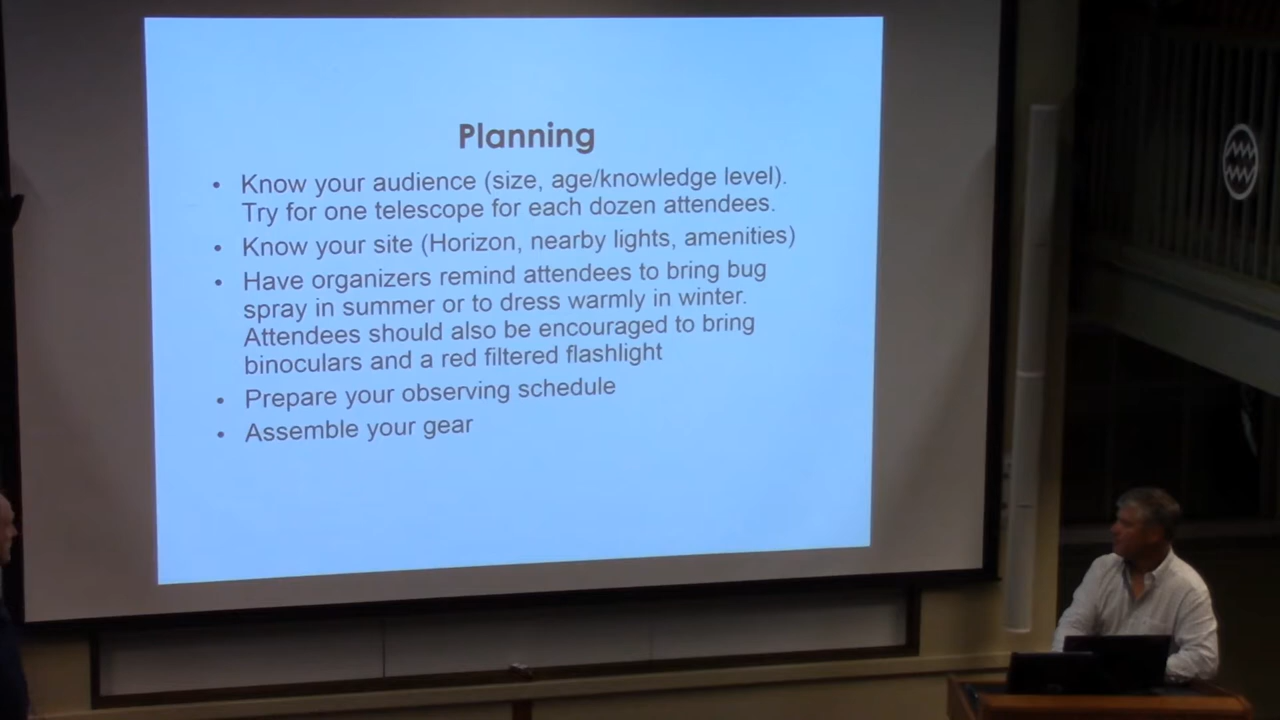 Planning
• Know your audience (size, age/knowledge level).
Try for one telescope for each dozen attendees.
• Know your site (Horizon, nearby lights, amenities)
• Have organizers remind attendees to bring bug
spray in summer or to dress warmly in winter.
Attendees should also be encouraged to bring
binoculars and a red filtered flashlight
• Prepare your observing schedule
• Assemble your gear